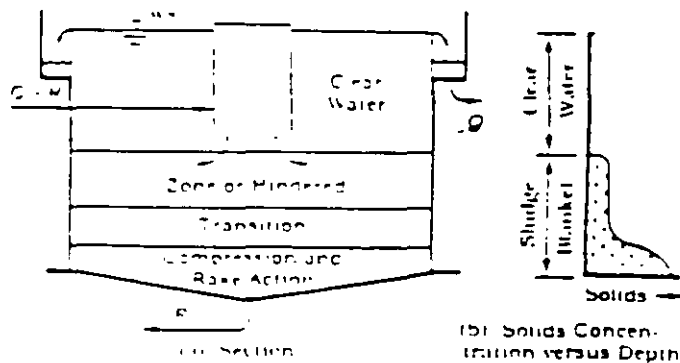 Clear
Water
Zone of Hindered
Transition
Compression and
Rake Action
R
(a) Section
Clear
Water
Sludge
Blanket
Solids
(b) Solids Concen-
tration versus Depth